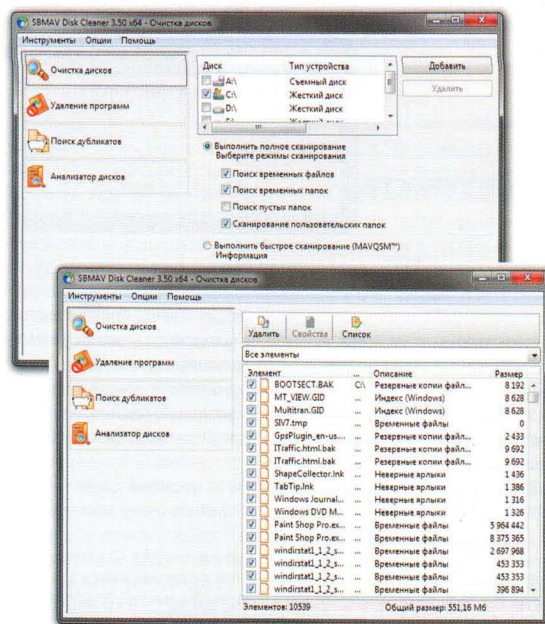 SBMAV Disk Cleaner 3.50 x64 - Очистка дисков
Инструменты Опции Помощь
Очистка дисков
Удаление программ
Поиск дубликатов
Анализатор дисков
Диск Тип устройства
A:\ Съемный диск
C:\ Жесткий диск
D:\ Жесткий диск
Добавить
Удалить
Выполнить полное сканирование
Выберите режимы сканирования
Поиск временных файлов
Поиск временных папок
Поиск пустых папок
Сканирование пользовательских папок
Выполнить быстрое сканирование (MAVQSM™)
Информация
SBMAV Disk Cleaner 3.50 x64 - Очистка дисков
Инструменты Опции Помощь
Очистка дисков
Удаление программ
Поиск дубликатов
Анализатор дисков
Удалить Свойства Список
Все элементы
Элемент ... Описание Размер
BOOTSECT.BAK C:\ Резервные копии файл... 8 192
MT_VIEW.GID ... Индекс (Windows) 8 628
Multitran.GID ... Индекс (Windows) 8 628
SIV7.tmp ... Временные файлы 0
GpsPlugin_en-us.... ... Резервные копии файл... 2 433
ITraffic.html.bak ... Резервные копии файл... 9 692
ITraffic.html.bak ... Резервные копии файл... 9 692
ShapeCollector.lnk ... Неверные ярлыки 1 436
TabTip.lnk ... Неверные ярлыки 1 386
Windows Journal... ... Неверные ярлыки 1 316
Windows DVD M... ... Неверные ярлыки 1 326
Paint Shop Pro.ex... ... Временные файлы 5 964 442
Paint Shop Pro.ex... ... Временные файлы 8 375 365
windirstat1_1_2_s... ... Временные файлы 2 697 968
windirstat1_1_2_s... ... Временные файлы 453 353
windirstat1_1_2_s... ... Временные файлы 453 353
windirstat1_1_2_s... ... Временные файлы 396 894
Элементов: 10539 Общий размер: 551,16 Мб